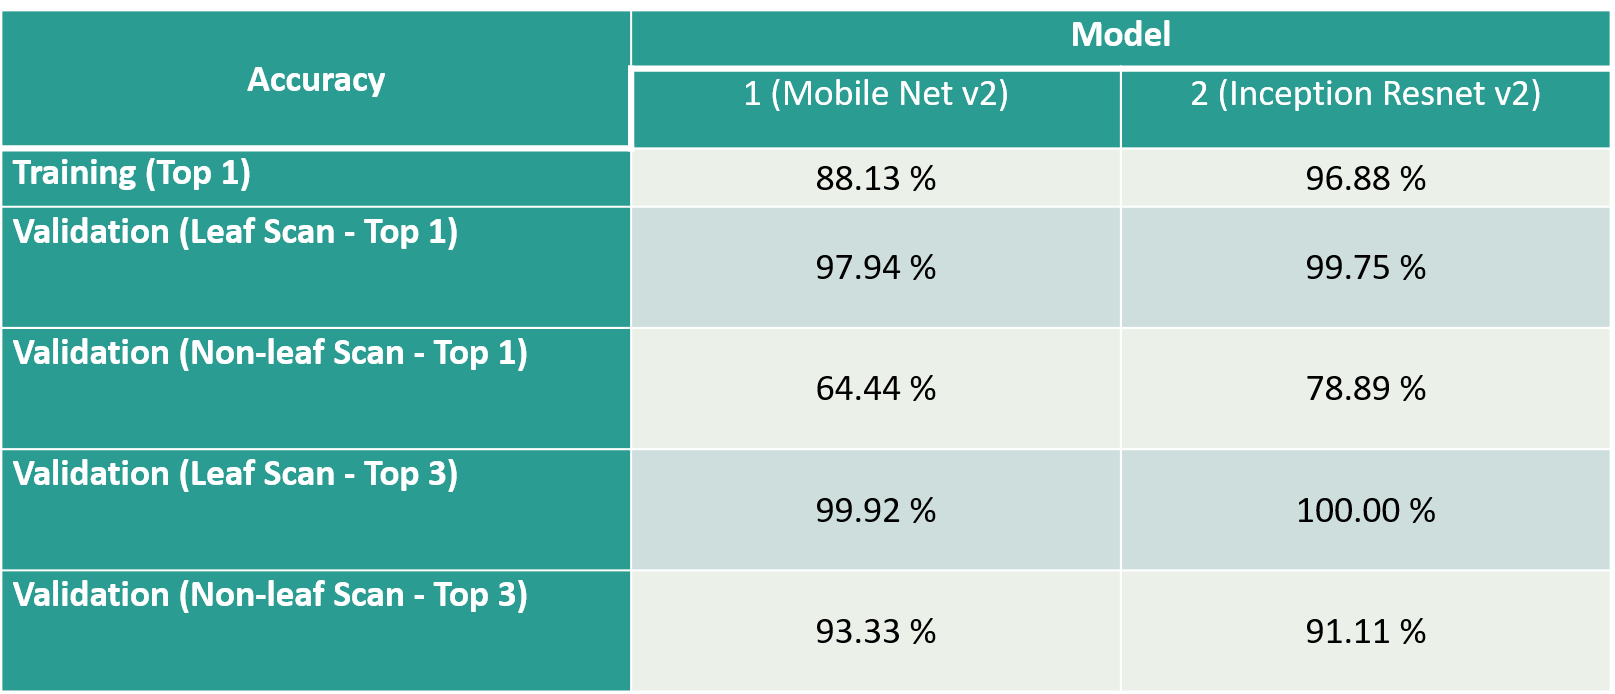 Accuracy
Model
1 (Mobile Net v2)
2 (Inception Resnet v2)
Training (Top 1)
88.13 %
96.88 %
Validation (Leaf Scan - Top 1)
97.94 %
99.75 %
Validation (Non-leaf Scan - Top 1)
64.44 %
78.89 %
Validation (Leaf Scan - Top 3)
99.92 %
100.00 %
Validation (Non-leaf Scan - Top 3)
93.33 %
91.11 %